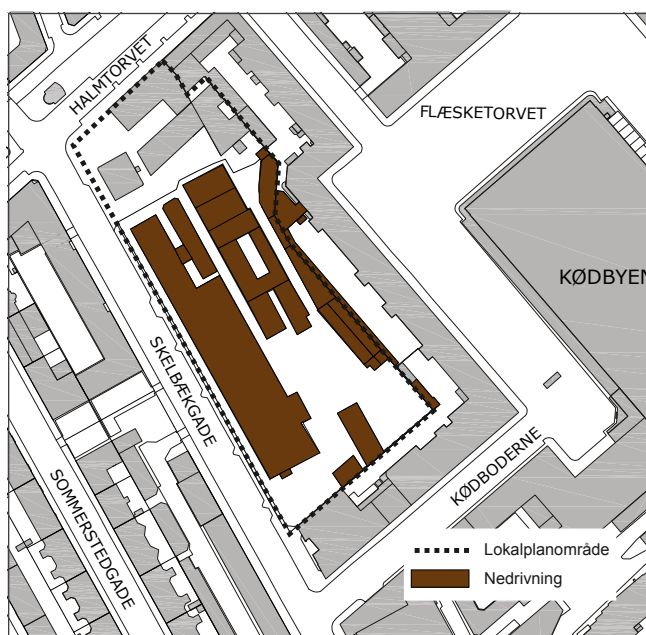 HALMTORVET
FLÆSKETORVET
KØDBYEN
SKELBÆKGADE
SOMMERSTEDGADE
KØDBODERNE
Lokalplanområde
Nedrivning